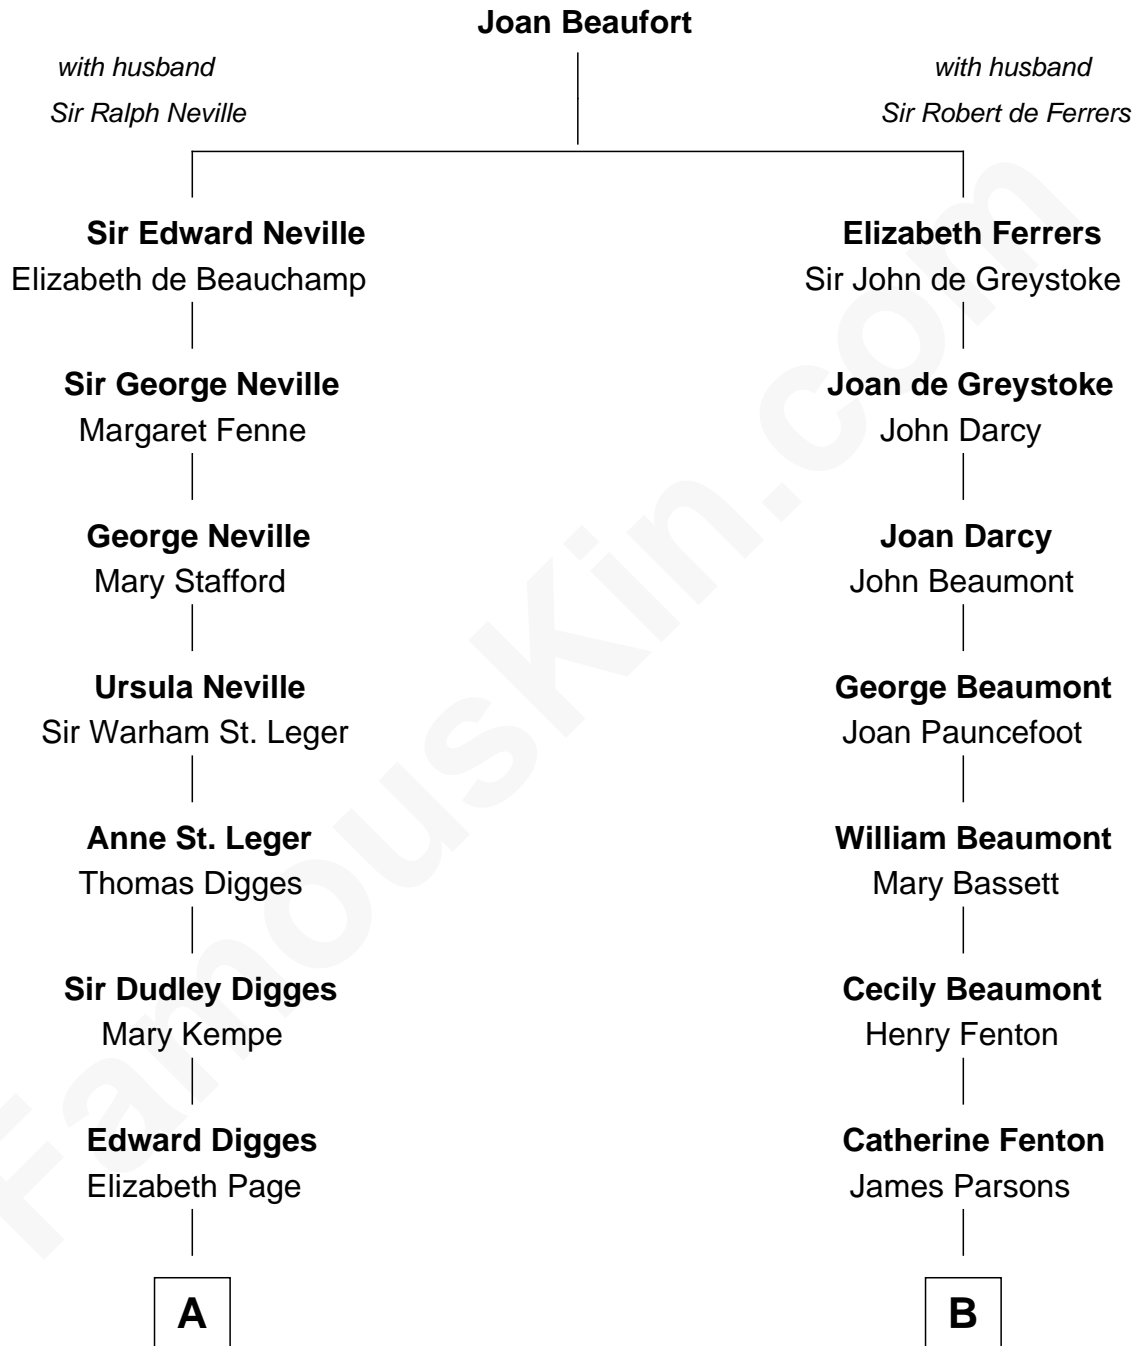 Joan Beaufort
with husband
Sir Ralph Neville
with husband
Sir Robert de Ferrers
Sir Edward Neville
Elizabeth de Beauchamp
Elizabeth Ferrers
Sir John de Greystoke
Sir George Neville
Margaret Fenne
Joan de Greystoke
John Darcy
George Neville
Mary Stafford
Joan Darcy
John Beaumont
Ursula Neville
Sir Warham St. Leger
George Beaumont
Joan Pauncefoot
Anne St. Leger
Thomas Digges
William Beaumont
Mary Bassett
Sir Dudley Digges
Mary Kempe
Cecily Beaumont
Henry Fenton
Edward Digges
Elizabeth Page
Catherine Fenton
James Parsons
A
B
FamousKin.com